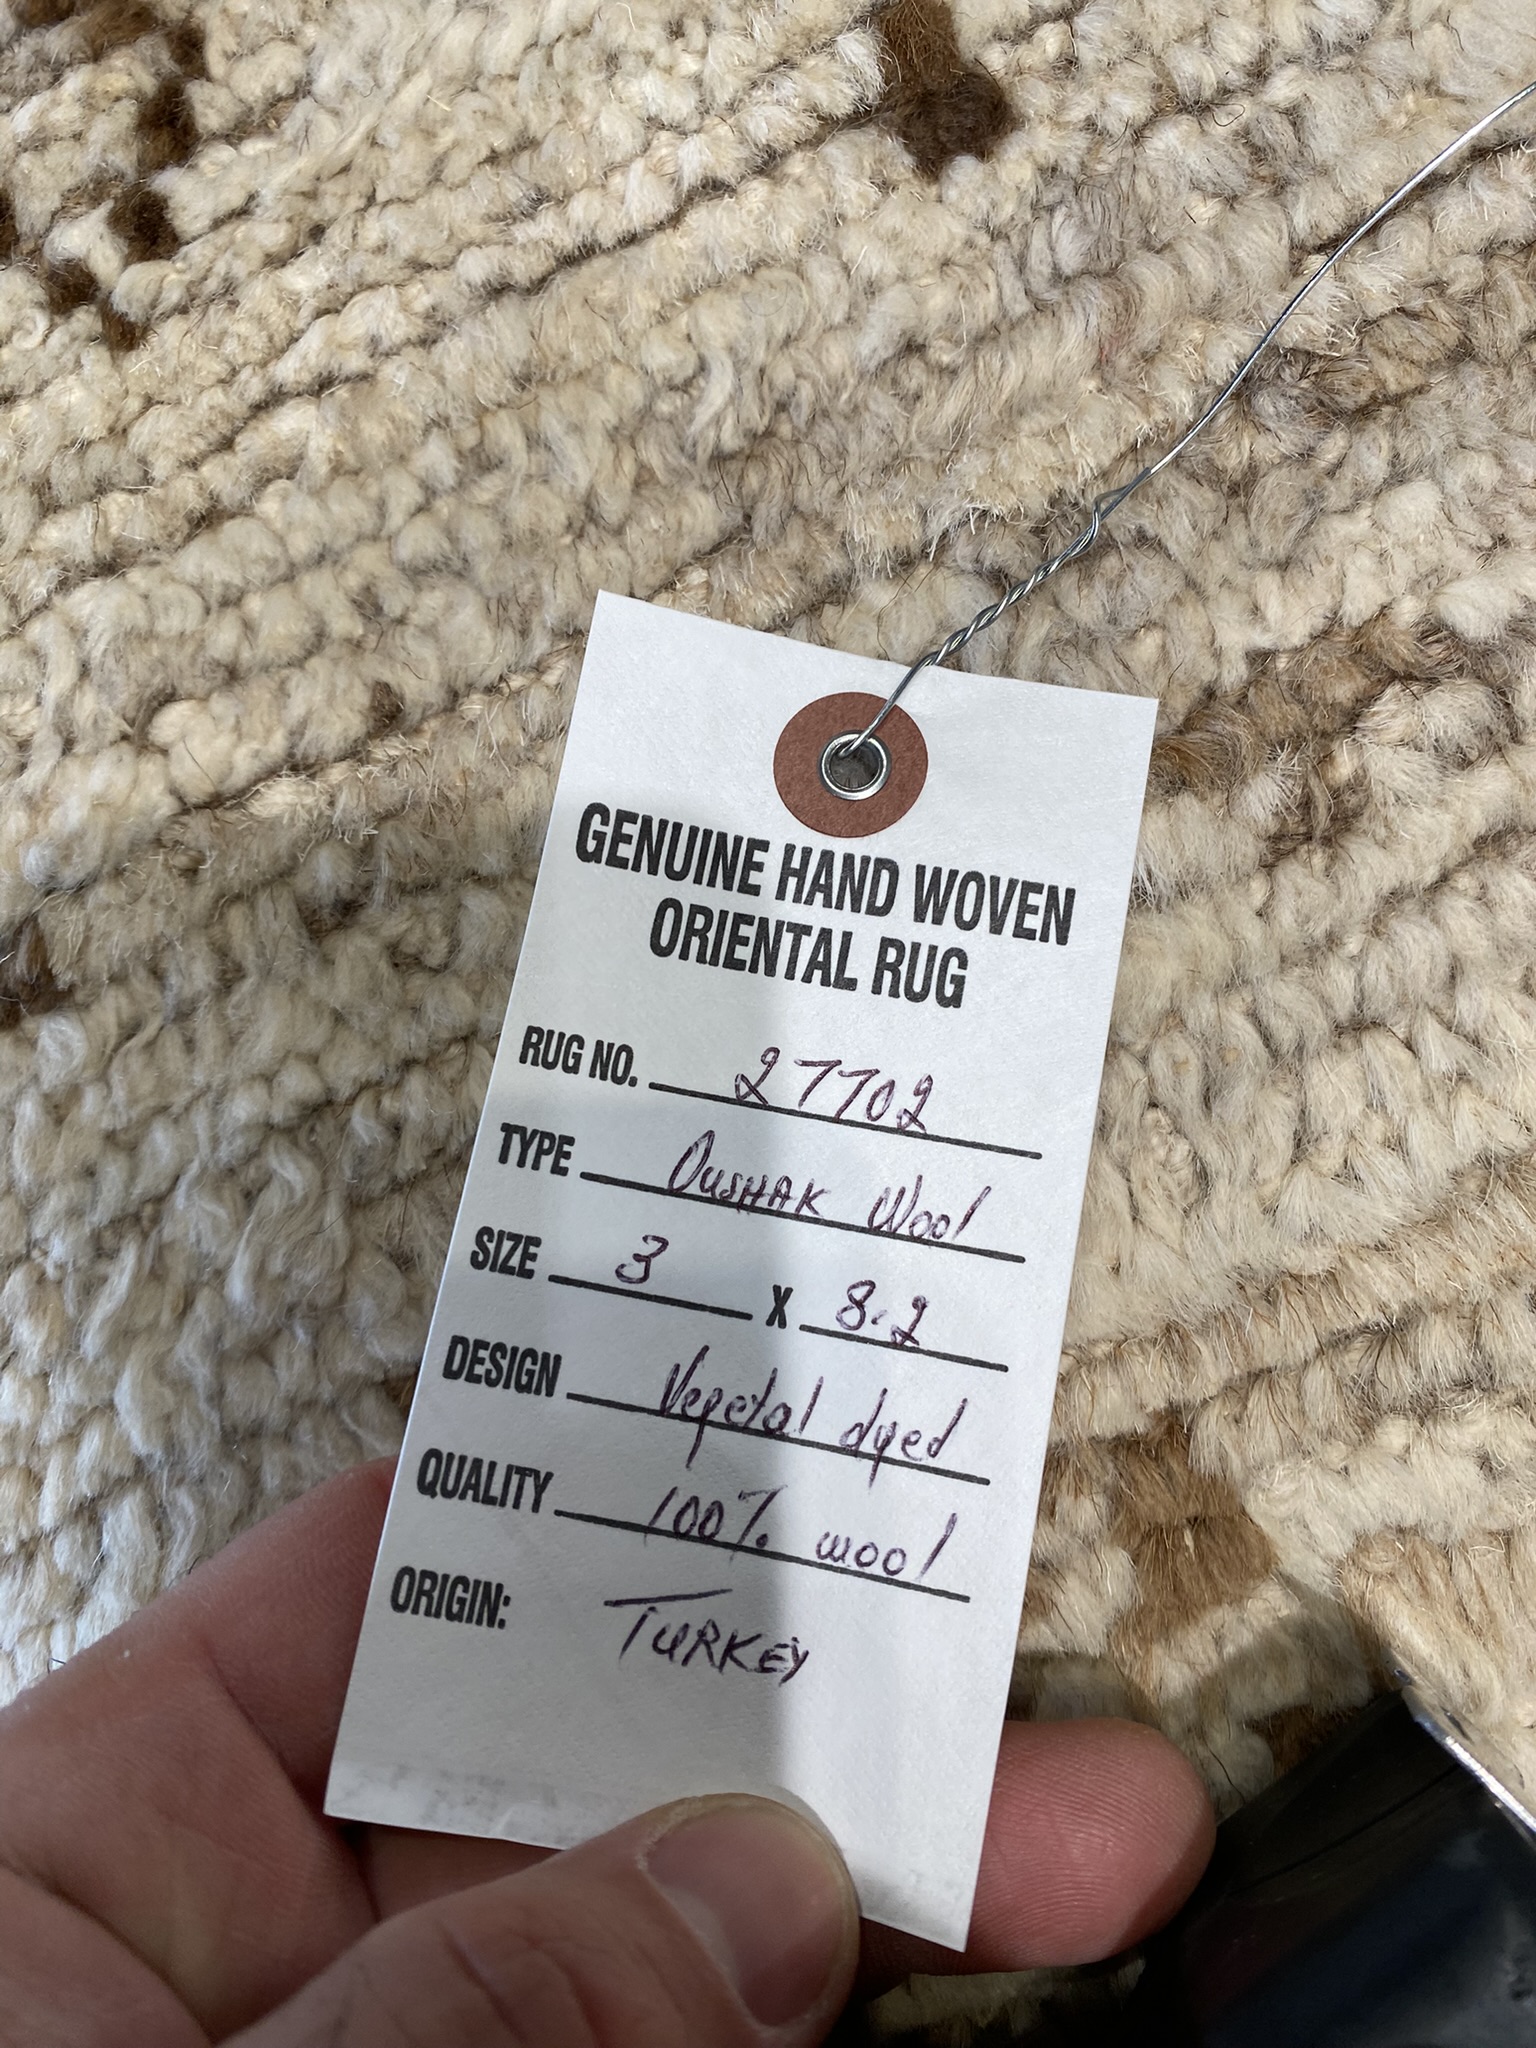 GENUINE HAND WOVEN
ORIENTAL RUG
RUG NO. 27702
TYPE OUSHAK Wool
SIZE 3 X 8.2
DESIGN Vegetal dyed
QUALITY 100% wool
ORIGIN: TURKEY